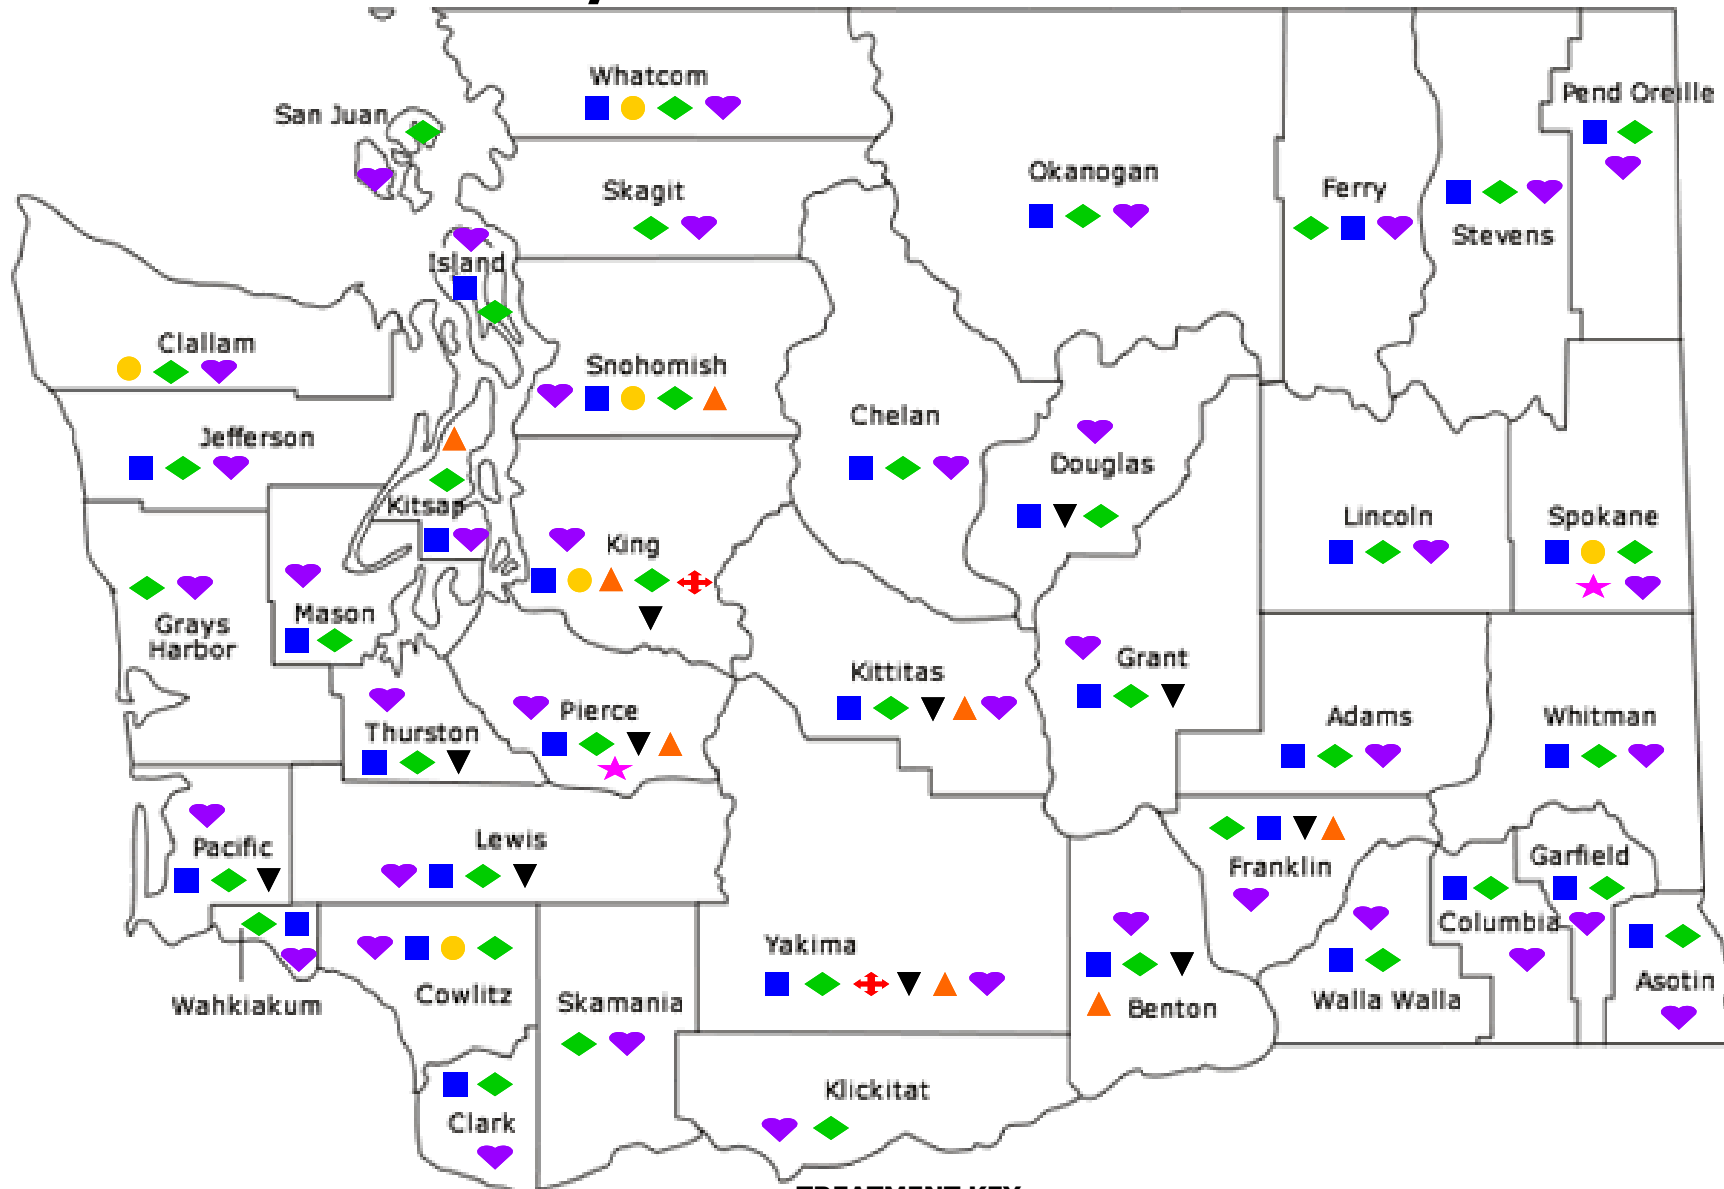 Whatcom
Pend Oreille
San Juan
Okanogan
Skagit
Ferry
Stevens
Island
Clallam
Snohomish
Chelan
Jefferson
Douglas
Kitsap
Lincoln
Spokane
King
Mason
Grays
Harbor
Grant
Kittitas
Pierce
Adams
Whitman
Thurston
Lewis
Pacific
Garfield
Franklin
Columbia
Yakima
Asotin
Cowlitz
Wahkiakum
Skamania
Walla Walla
Benton
Klickitat
Clark
TREATMENT KEY